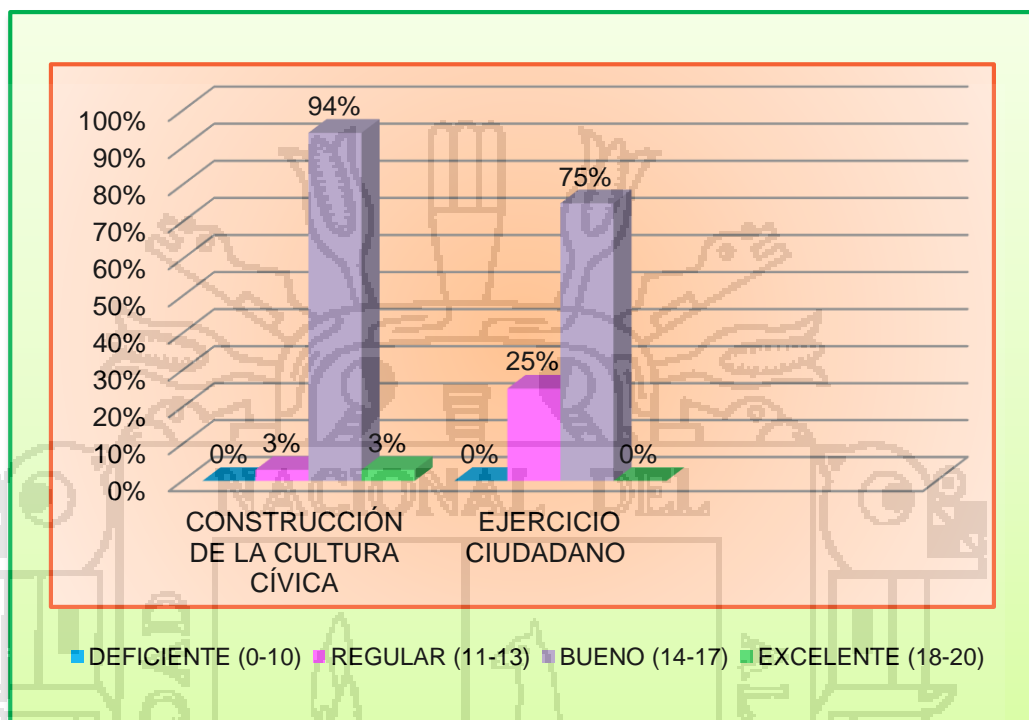 94%
100%
90%
75%
80%
70%
60%
50%
40%
25%
30%
20%
0% 3% 3% 0% 0%
10%
0%
NACIONAL DEL
CONSTRUCCIÓN
DE LA CULTURA
CÍVICA
EJERCICIO
CIUDADANO
DEFICIENTE (0-10) REGULAR (11-13) BUENO (14-17) EXCELENTE (18-20)